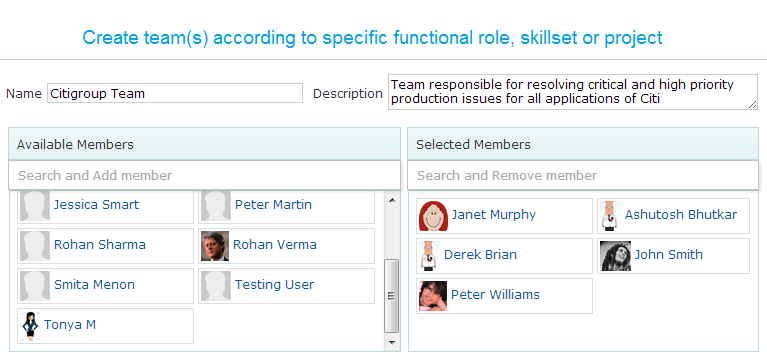 Create team(s) according to specific functional role, skillset or project
Name Citigroup Team Description Team responsible for resolving critical and high priority
production issues for all applications of Citi
Available Members
Search and Add member
Jessica Smart Peter Martin
Rohan Sharma Rohan Verma
Smita Menon Testing User
Tonya M
Selected Members
Search and Remove member
Janet Murphy Ashutosh Bhutkar
Derek Brian John Smith
Peter Williams